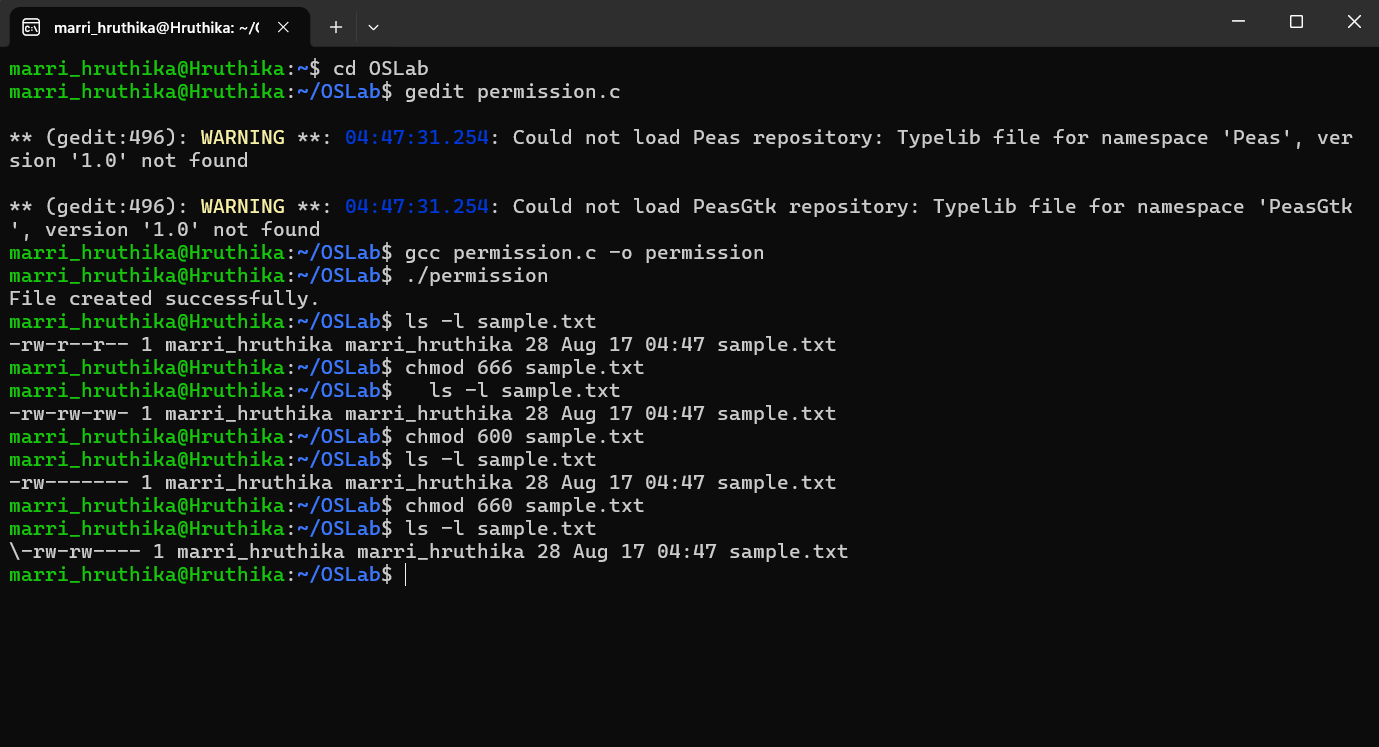 marri_hruthika@Hruthika: ~/O
marri_hruthika@Hruthika:~$ cd OSLab
marri_hruthika@Hruthika:~/OSLab$ gedit permission.c
** (gedit:496): WARNING **: 04:47:31.254: Could not load Peas repository: Typelib file for namespace 'Peas', ver
sion '1.0' not found
** (gedit:496): WARNING **: 04:47:31.254: Could not load PeasGtk repository: Typelib file for namespace 'PeasGtk
', version '1.0' not found
marri_hruthika@Hruthika:~/OSLab$ gcc permission.c -o permission
marri_hruthika@Hruthika:~/OSLab$ ./permission
File created successfully.
marri_hruthika@Hruthika:~/OSLab$ ls -l sample.txt
-rw-r--r-- 1 marri_hruthika marri_hruthika 28 Aug 17 04:47 sample.txt
marri_hruthika@Hruthika:~/OSLab$ chmod 666 sample.txt
marri_hruthika@Hruthika:~/OSLab$   ls -l sample.txt
-rw-rw-rw- 1 marri_hruthika marri_hruthika 28 Aug 17 04:47 sample.txt
marri_hruthika@Hruthika:~/OSLab$ chmod 600 sample.txt
marri_hruthika@Hruthika:~/OSLab$ ls -l sample.txt
-rw------- 1 marri_hruthika marri_hruthika 28 Aug 17 04:47 sample.txt
marri_hruthika@Hruthika:~/OSLab$ chmod 660 sample.txt
marri_hruthika@Hruthika:~/OSLab$ ls -l sample.txt
\-rw-rw---- 1 marri_hruthika marri_hruthika 28 Aug 17 04:47 sample.txt
marri_hruthika@Hruthika:~/OSLab$